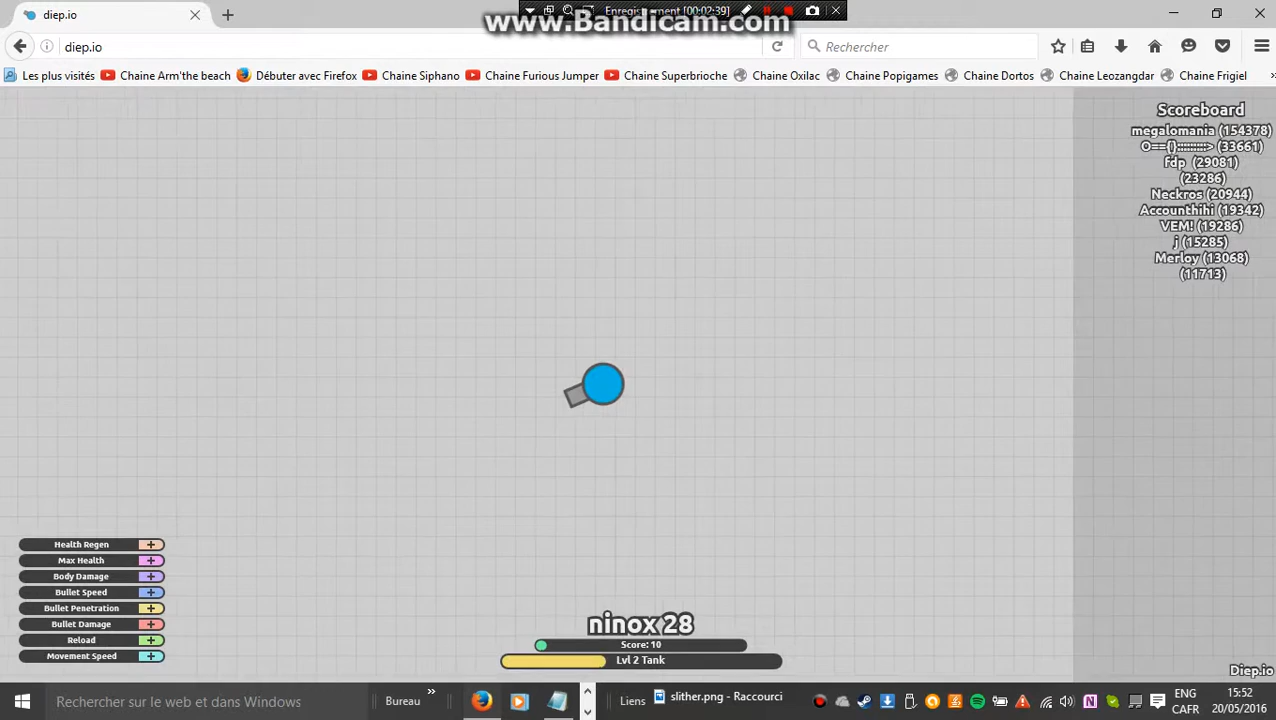 diep.io
Enregistrement [00:02:39]
www.Bandicam.com
diep.io
Rechercher
Les plus visités Chaine Arm'the beach Débuter avec Firefox Chaine Siphano Chaine Furious Jumper Chaine Superbrioche Chaine Oxilac Chaine Popigames Chaine Dortos Chaine Leozangdar Chaine Frigiel
Scoreboard
megalomania (154378)
O=={}::::::::::> (33661)
fdp (29081)
(23286)
Neckros (20944)
Accounthihi (19342)
VEM! (19286)
j (15285)
Merloy (13068)
(11713)
Health Regen
Max Health
Body Damage
Bullet Speed
Bullet Penetration
Bullet Damage
Reload
Movement Speed
ninox 28
Score: 10
Lvl 2 Tank
Diep.io
Rechercher sur le web et dans Windows
Bureau
Liens
slither.png - Raccourci
ENG
CAFR
15:52
20/05/2016